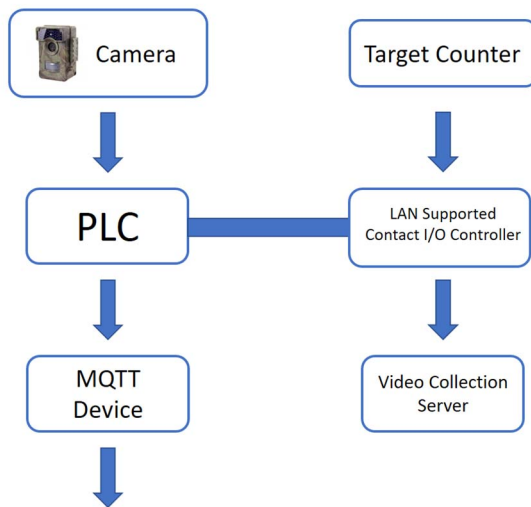 Camera
Target Counter
PLC
LAN Supported
Contact I/O Controller
MQTT
Device
Video Collection
Server